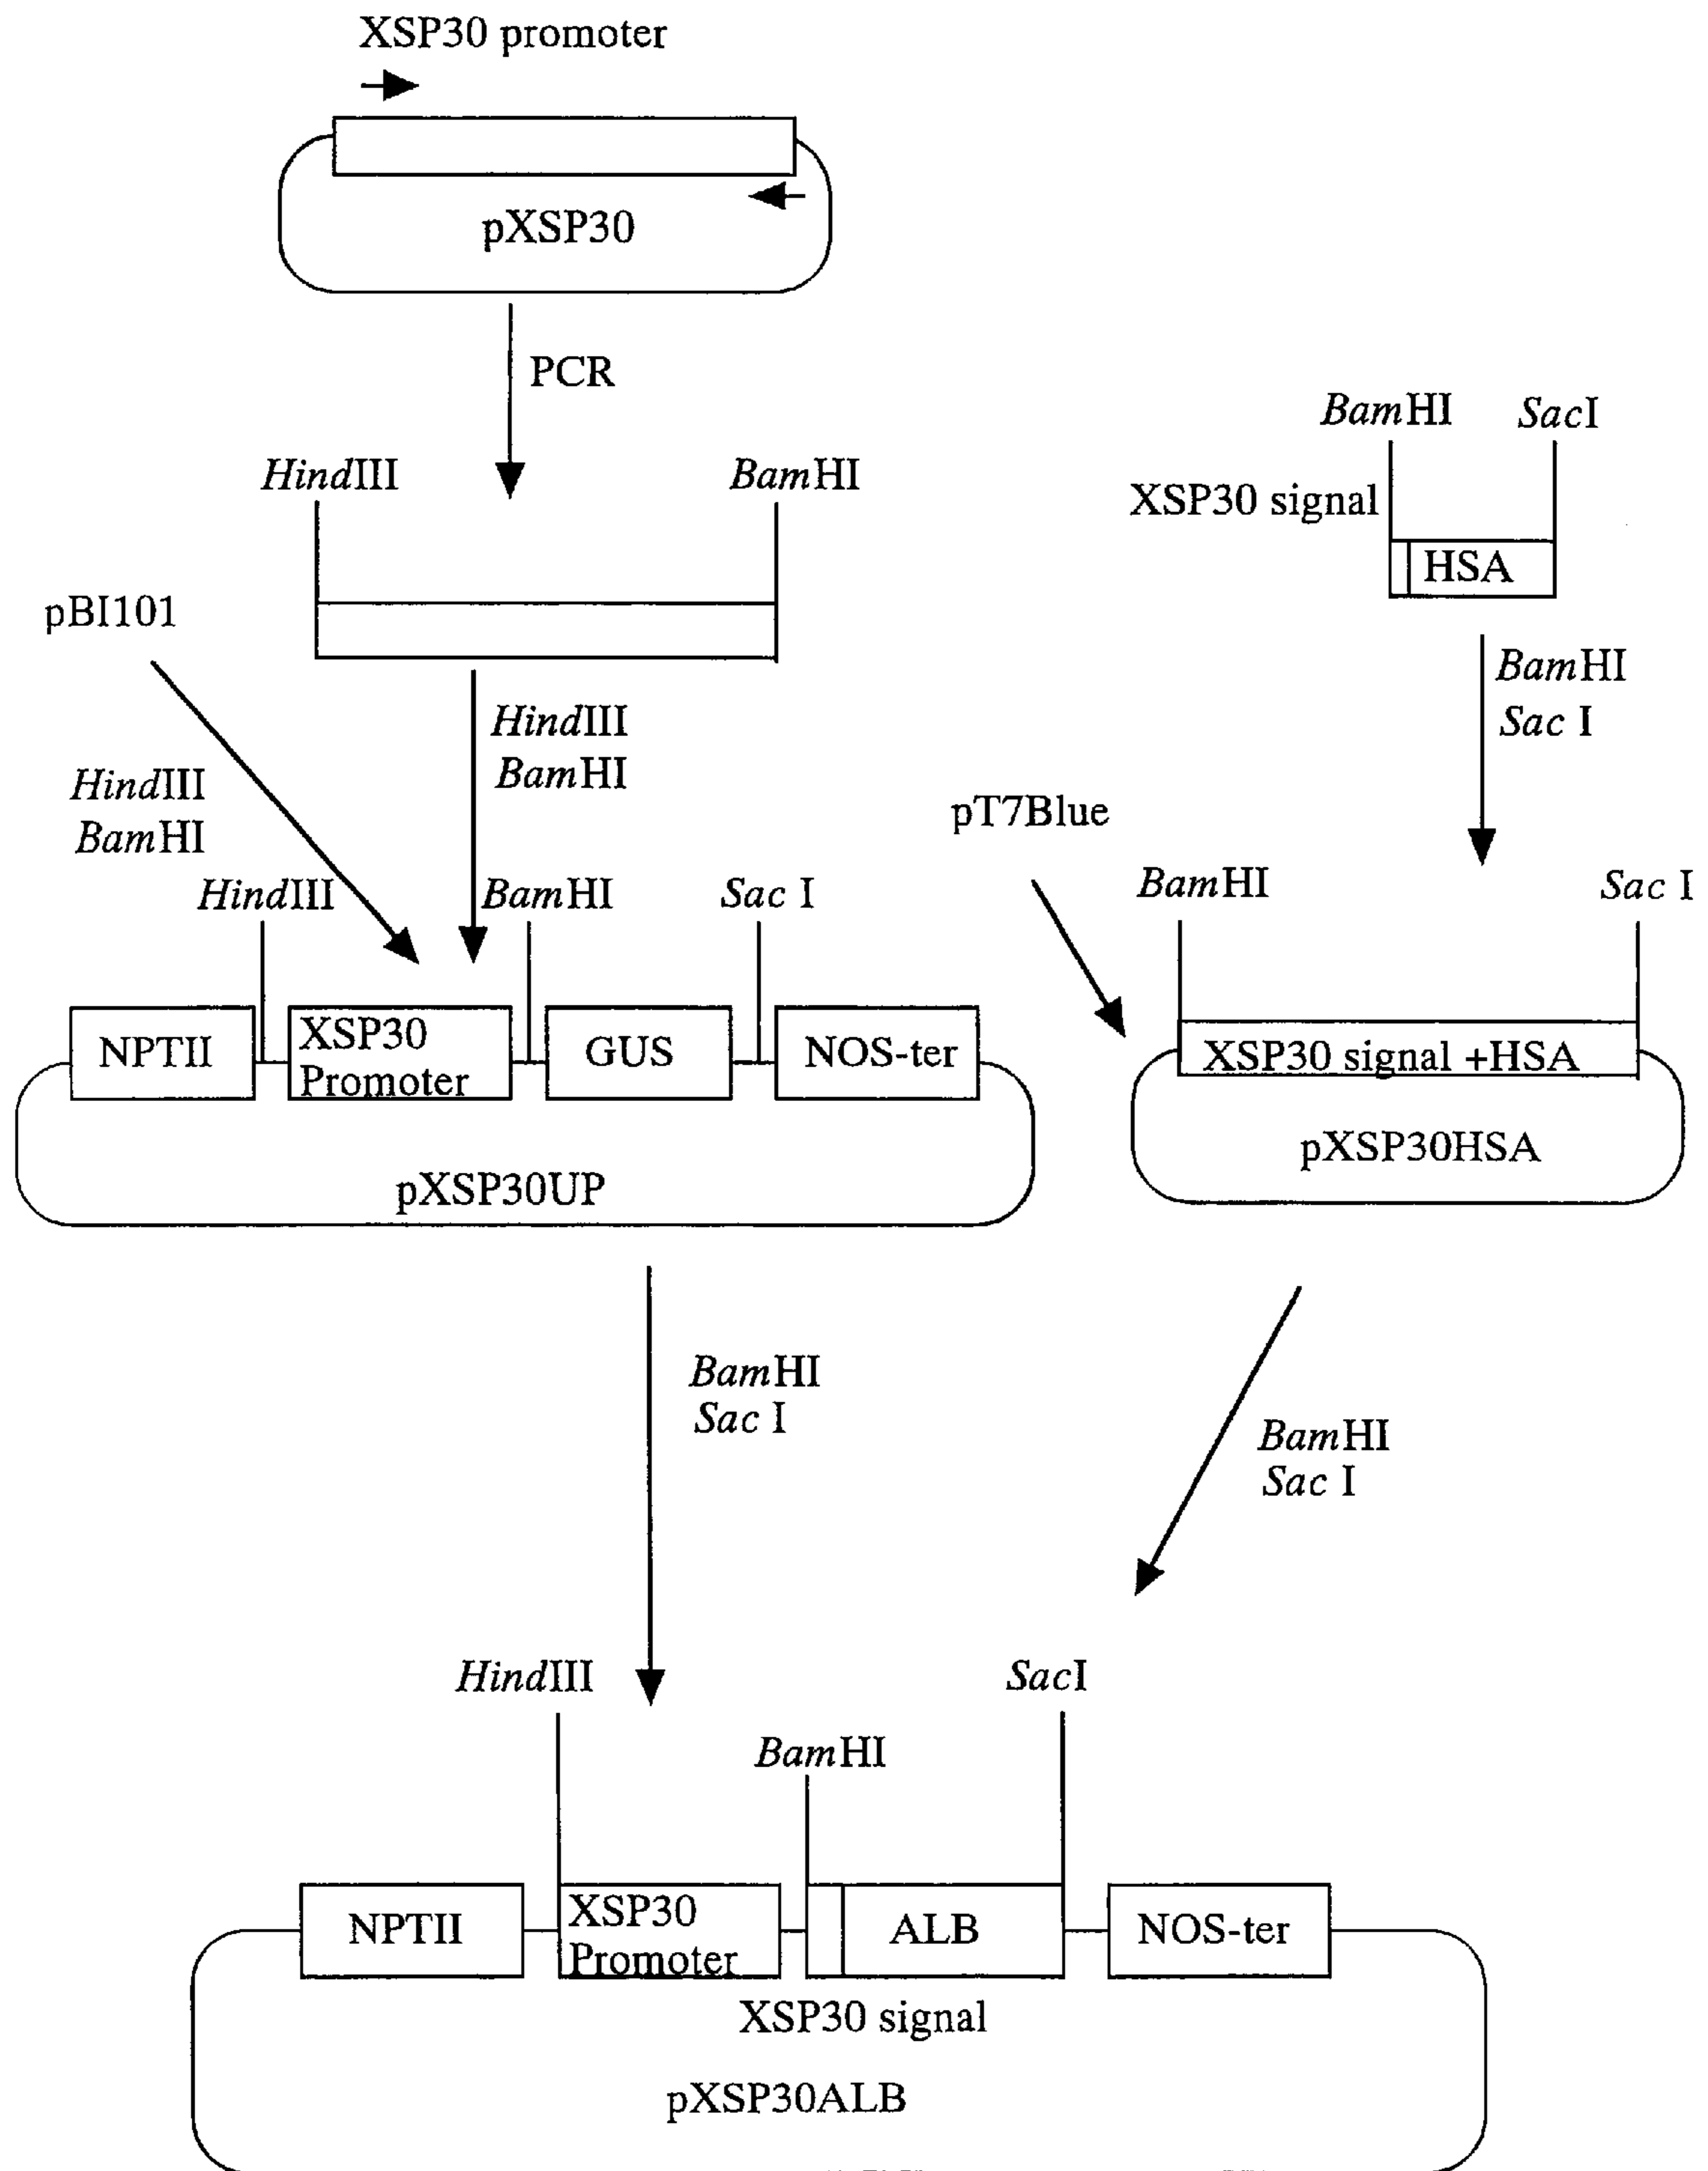 XSP30 promoter
pXSP30
PCR
BamHI
SacI
HindIII
BamHI
XSP30 signal
HSA
pBI101
BamHI
Sac I
HindIII
BamHI
HindIII
BamHI
pT7Blue
HindIII
BamHI
Sac I
BamHI
Sac I
NPTII
XSP30
Promoter
GUS
NOS-ter
XSP30 signal +HSA
pXSP30HSA
pXSP30UP
BamHI
Sac I
BamHI
Sac I
HindIII
SacI
BamHI
NPTII
XSP30
Promoter
ALB
NOS-ter
XSP30 signal
pXSP30ALB